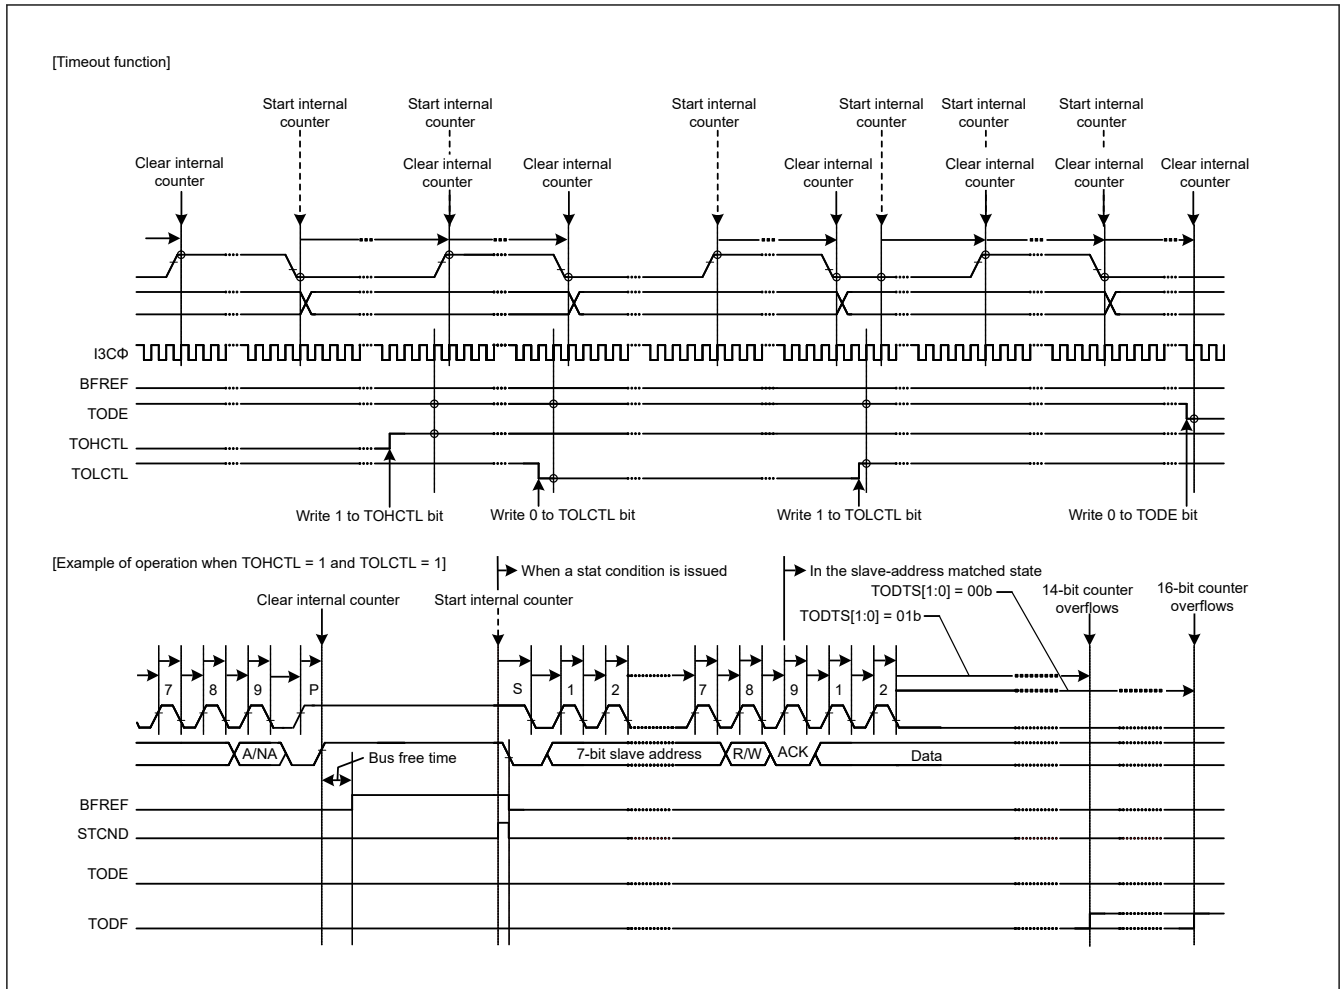 [Timeout function]
Start internal
counter
Start internal
counter
Start internal
counter
Start internal
counter
Start internal
counter
Start internal
counter
Clear internal
counter
Clear internal
counter
Clear internal
counter
Clear internal
counter
Clear internal
counter
Clear internal
counter
Clear internal
counter
I3CΦ
BFREF
TODE
TOHCTL
TOLCTL
Write 1 to TOHCTL bit
Write 0 to TOLCTL bit
Write 1 to TOLCTL bit
Write 0 to TODE bit
[Example of operation when TOHCTL = 1 and TOLCTL = 1]
When a stat condition is issued
In the slave-address matched state
Clear internal counter
Start internal counter
TODTS[1:0] = 00b
TODTS[1:0] = 01b
14-bit counter
overflows
16-bit counter
overflows
7 8 9 P S 1 2 7 8 9 1 2
A/NA
7-bit slave address
R/W
ACK
Data
Bus free time
BFREF
STCND
TODE
TODF